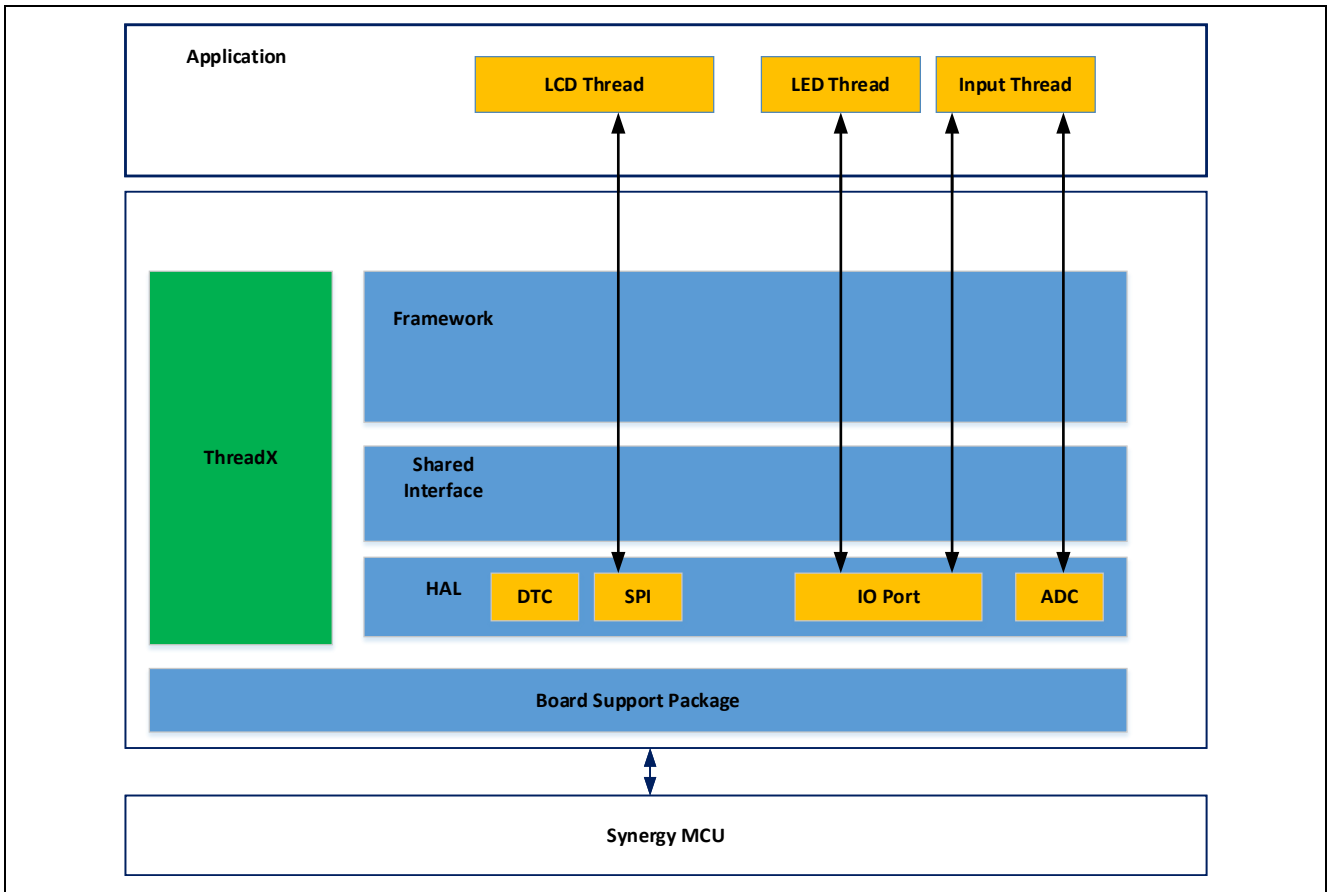 Application
LCD Thread
LED Thread
Input Thread
Framework
ThreadX
Shared
Interface
HAL
DTC
SPI
IO Port
ADC
Board Support Package
Synergy MCU